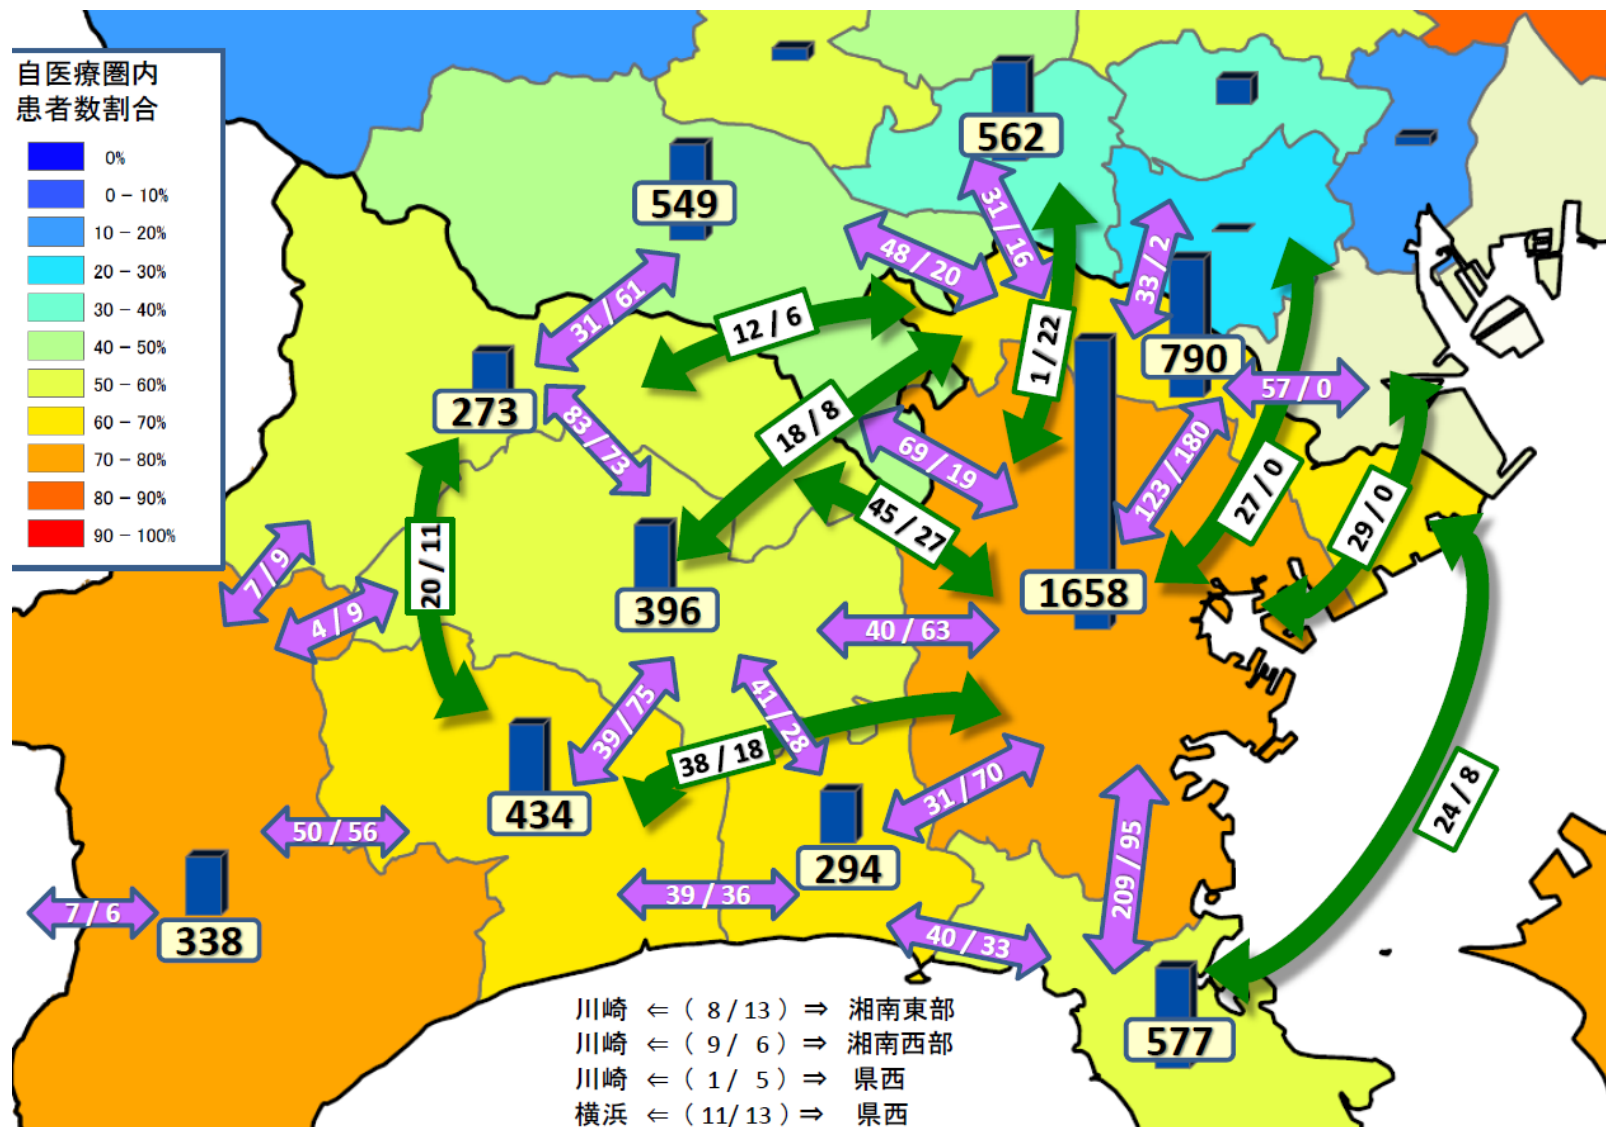 自医療圏内
患者数割合
0%
0 − 10%
10 − 20%
20 − 30%
30 − 40%
40 − 50%
50 − 60%
60 − 70%
70 − 80%
80 − 90%
90 − 100%
562
549
31 / 16
48 / 20
33 / 2
31 / 61
12 / 6
1 / 22
790
273
57 / 0
18 / 8
83 / 73
69 / 19
123 / 180
27 / 0
29 / 0
45 / 27
20 / 11
7 / 9
4 / 9
396
1658
40 / 63
39 / 75
41 / 28
38 / 18
31 / 70
24 / 8
434
50 / 56
294
209 / 95
39 / 36
7 / 6
338
40 / 33
577
川崎 ⇐ ( 8 / 13 ) ⇒ 湘南東部
川崎 ⇐ ( 9 / 6 ) ⇒ 湘南西部
川崎 ⇐ ( 1 / 5 ) ⇒ 県西
横浜 ⇐ ( 11 / 13 ) ⇒ 県西